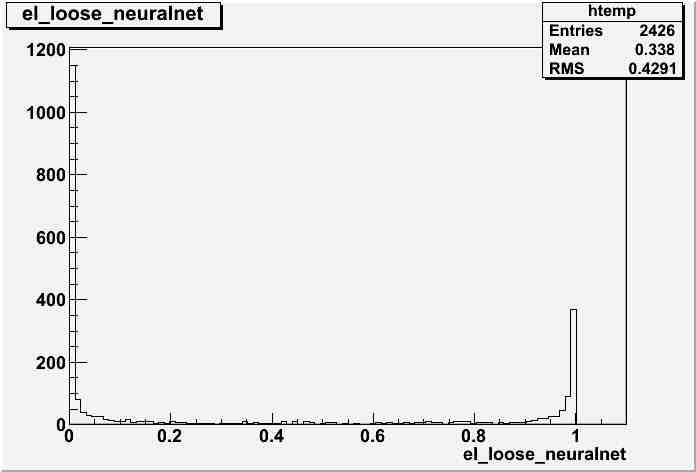 el_loose_neuralnet
htemp
Entries 2426
Mean 0.338
RMS 0.4291
1200
1000
800
600
400
200
0
0 0.2 0.4 0.6 0.8 1
el_loose_neuralnet